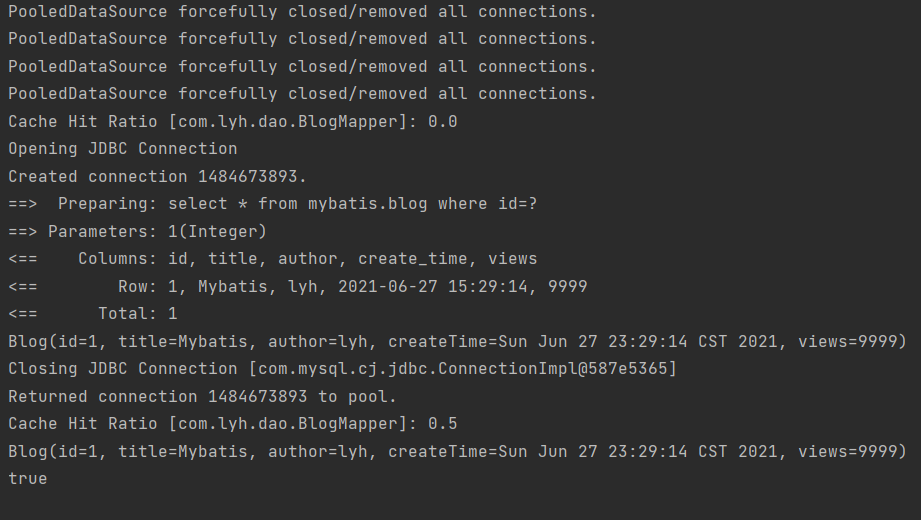 PooledDataSource forcefully closed/removed all connections.
PooledDataSource forcefully closed/removed all connections.
PooledDataSource forcefully closed/removed all connections.
PooledDataSource forcefully closed/removed all connections.
Cache Hit Ratio [com.lyh.dao.BlogMapper]: 0.0
Opening JDBC Connection
Created connection 1484673893.
==>  Preparing: select * from mybatis.blog where id=?
==> Parameters: 1(Integer)
<==    Columns: id, title, author, create_time, views
<==        Row: 1, Mybatis, lyh, 2021-06-27 15:29:14, 9999
<==      Total: 1
Blog(id=1, title=Mybatis, author=lyh, createTime=Sun Jun 27 23:29:14 CST 2021, views=9999)
Closing JDBC Connection [com.mysql.cj.jdbc.ConnectionImpl@587e5365]
Returned connection 1484673893 to pool.
Cache Hit Ratio [com.lyh.dao.BlogMapper]: 0.5
Blog(id=1, title=Mybatis, author=lyh, createTime=Sun Jun 27 23:29:14 CST 2021, views=9999)
true